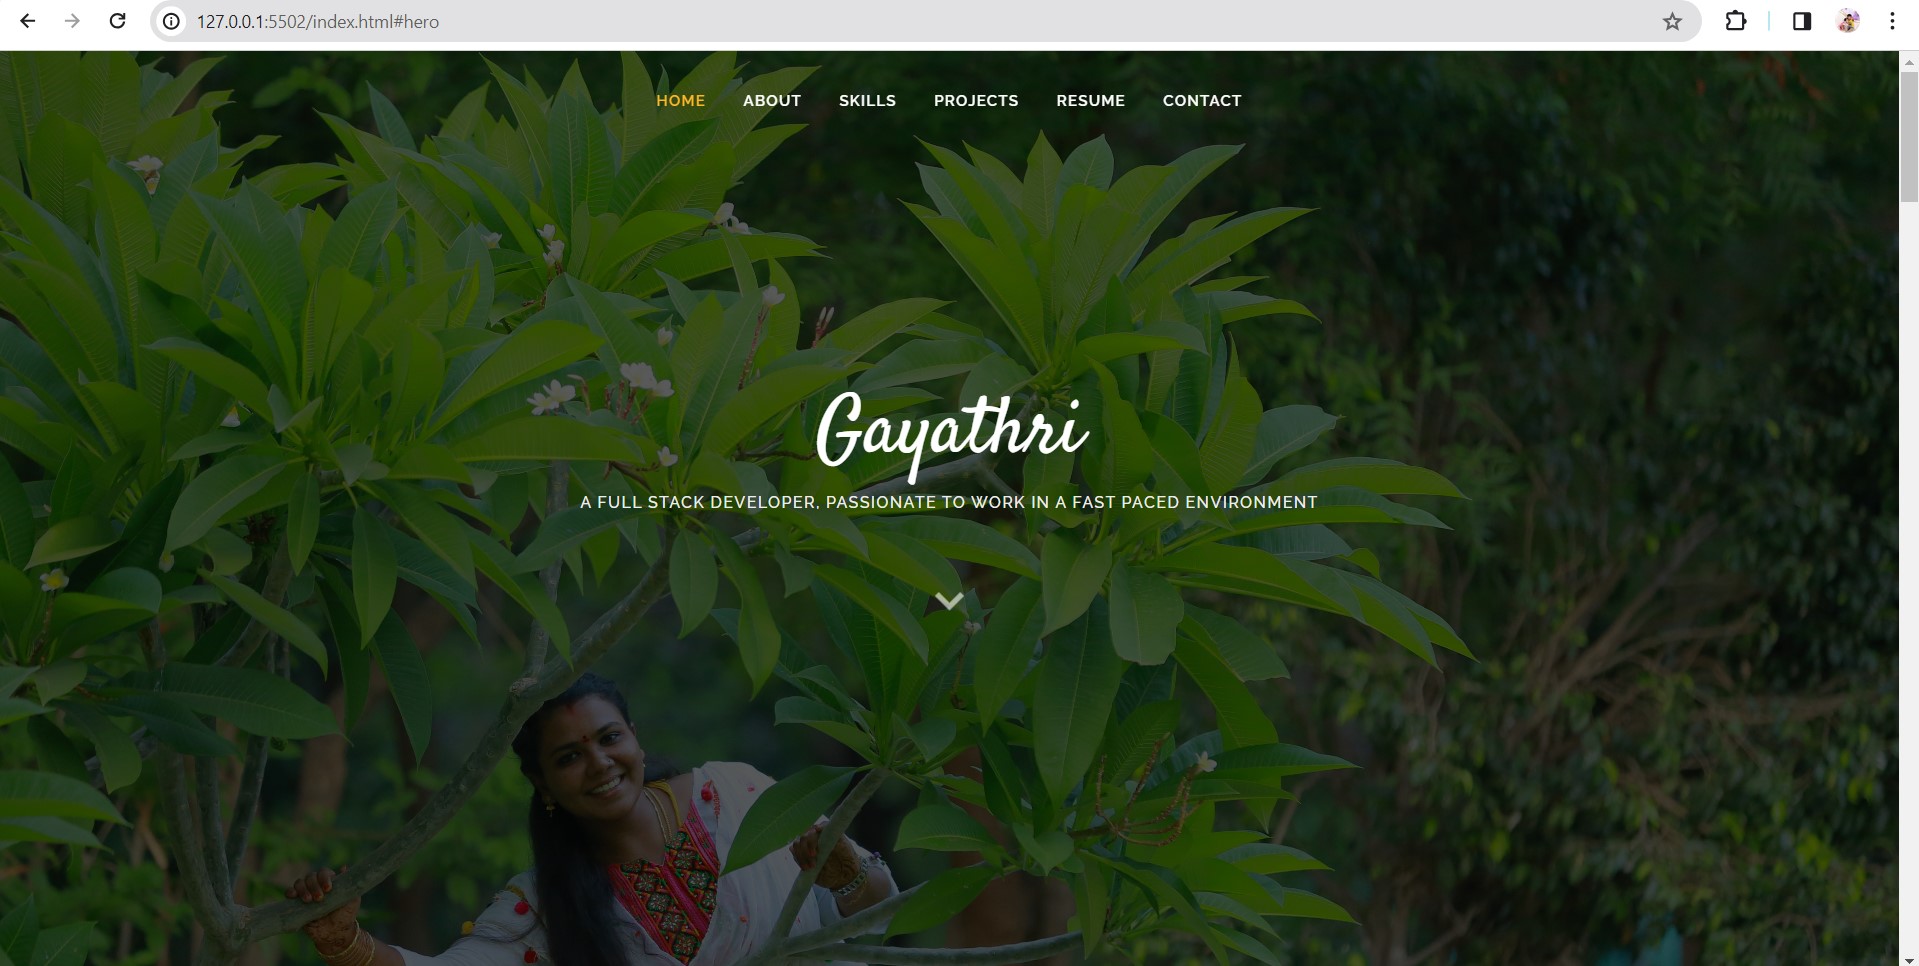 127.0.0.1:5502/index.html#hero
HOME ABOUT SKILLS PROJECTS RESUME CONTACT
Gayathri
A FULL STACK DEVELOPER, PASSIONATE TO WORK IN A FAST PACED ENVIRONMENT